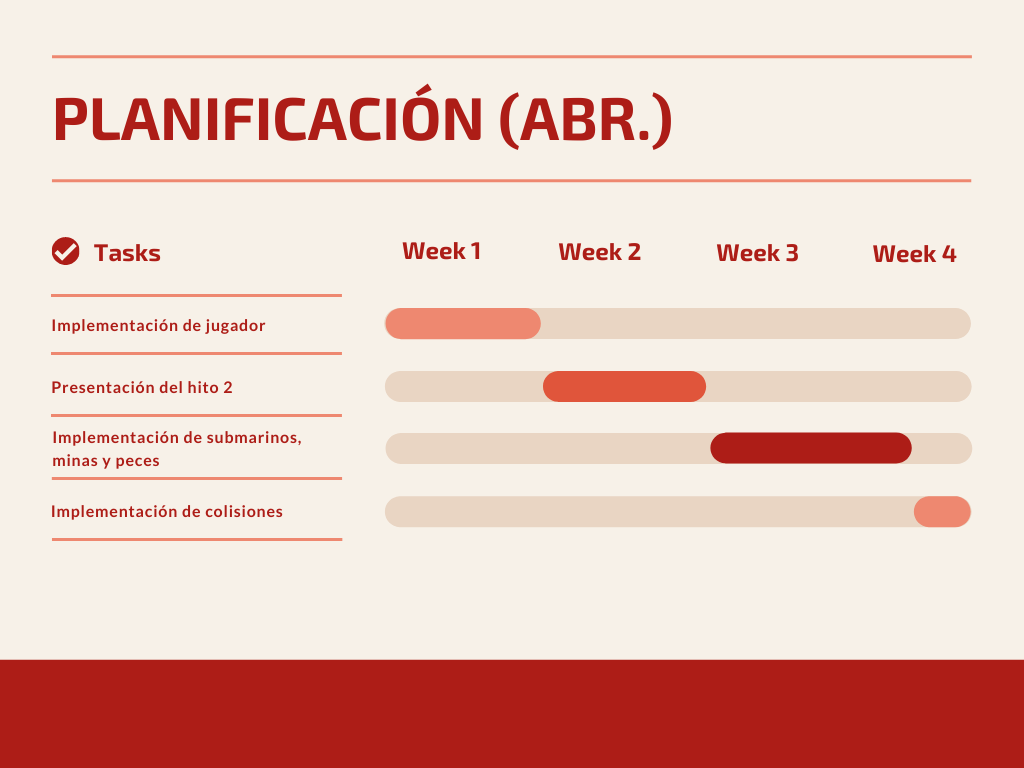 PLANIFICACIÓN (ABR.)
Tasks
Week 1
Week 2
Week 3
Week 4
Implementación de jugador
Presentación del hito 2
Implementación de submarinos,
minas y peces
Implementación de colisiones